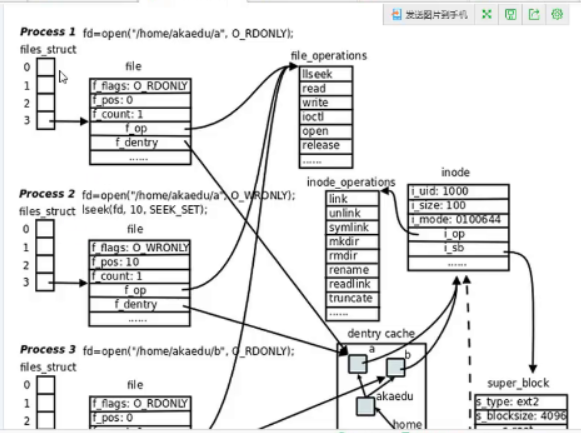 发送图片到手机
Process 1 fd=open("/home/akaedu/a", O_RDONLY);
files_struct
0
1
2
3
file
f_flags: O_RDONLY
f_pos: 0
f_count: 1
f_op
f_dentry
......
file_operations
llseek
read
write
ioctl
open
release
......
Process 2 fd=open("/home/akaedu/a", O_WRONLY);
lseek(fd, 10, SEEK_SET);
files_struct
0
1
2
3
file
f_flags: O_WRONLY
f_pos: 10
f_count: 1
f_op
f_dentry
......
inode_operations
link
unlink
symlink
mkdir
rmdir
rename
readlink
truncate
......
inode
i_uid: 1000
i_size: 100
i_mode: 0100644
i_op
i_sb
......
Process 3 fd=open("/home/akaedu/b", O_RDONLY);
files_struct
0
1
2
file
f_flags: O_RDONLY
f_pos: 0
dentry cache
a
b
akaedu
home
super_block
s_type: ext2
s_blocksize: 4096